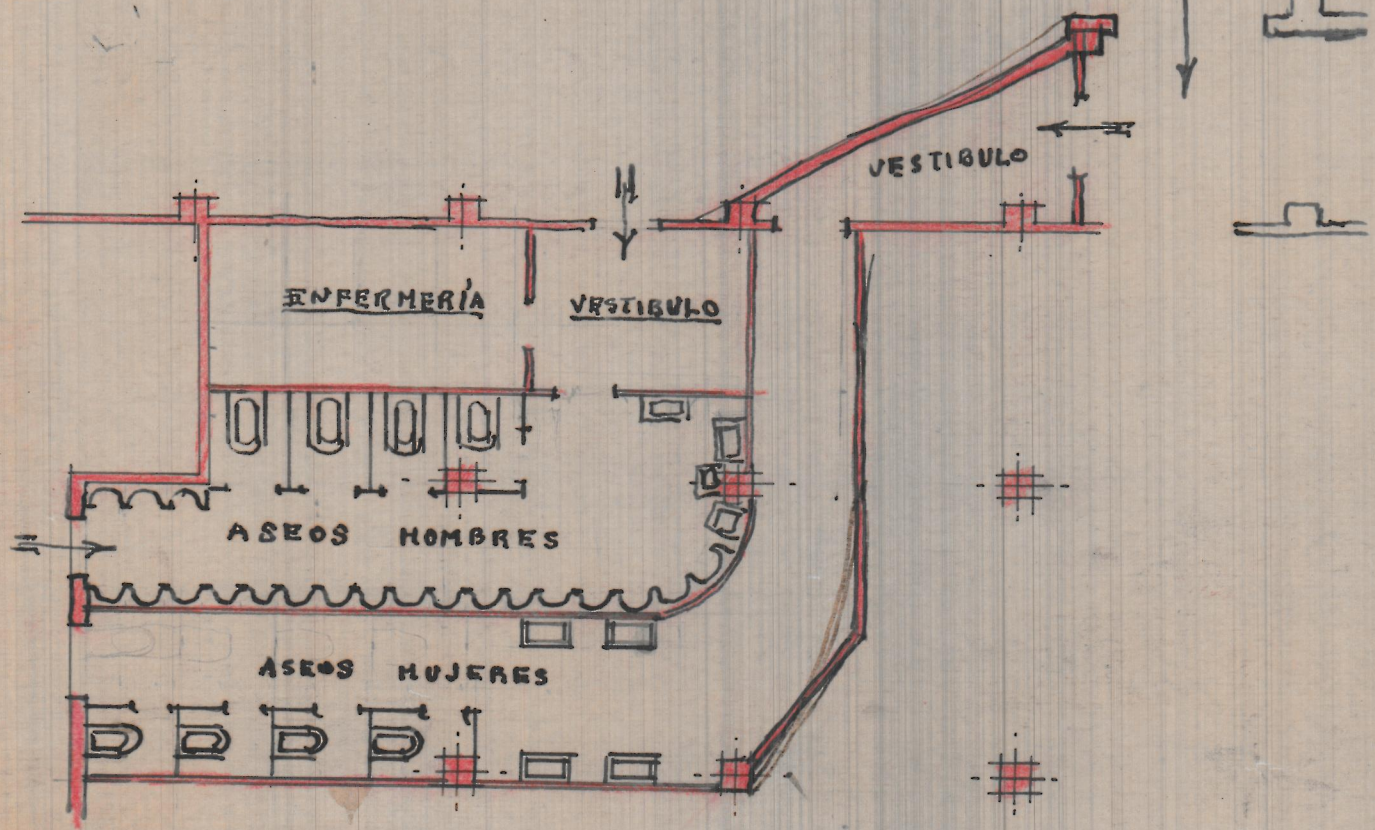 VESTIBULO
ENFERMERÍA
VESTIBULO
ASEOS HOMBRES
ASEOS MUJERES